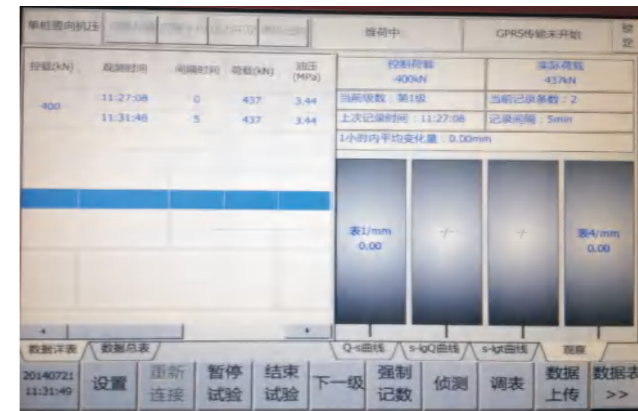 单桩竖向抗压
维荷中
GPRS传输未开始
锁定
控载(kN) 观测时间 间隔时间 荷载(kN) 油压(MPa)
400 11:27:08 0 437 3.44
11:31:48 5 437 3.44
控制荷载
400kN
实际荷载
437kN
当前级数：第1级
当前记录条数：2
上次记录时间：11:27:08
记录间隔：5min
1小时内平均变化量：0.00mm
表1/mm
0.00
表4/mm
0.00
数据详表
数据总表
Q-s曲线
s-lgQ曲线
s-lgt曲线
观察
20140721
11:31:49
设置
重新连接
暂停试验
结束试验
下一级
强制记数
侦测
调表
数据上传
数据表
>>